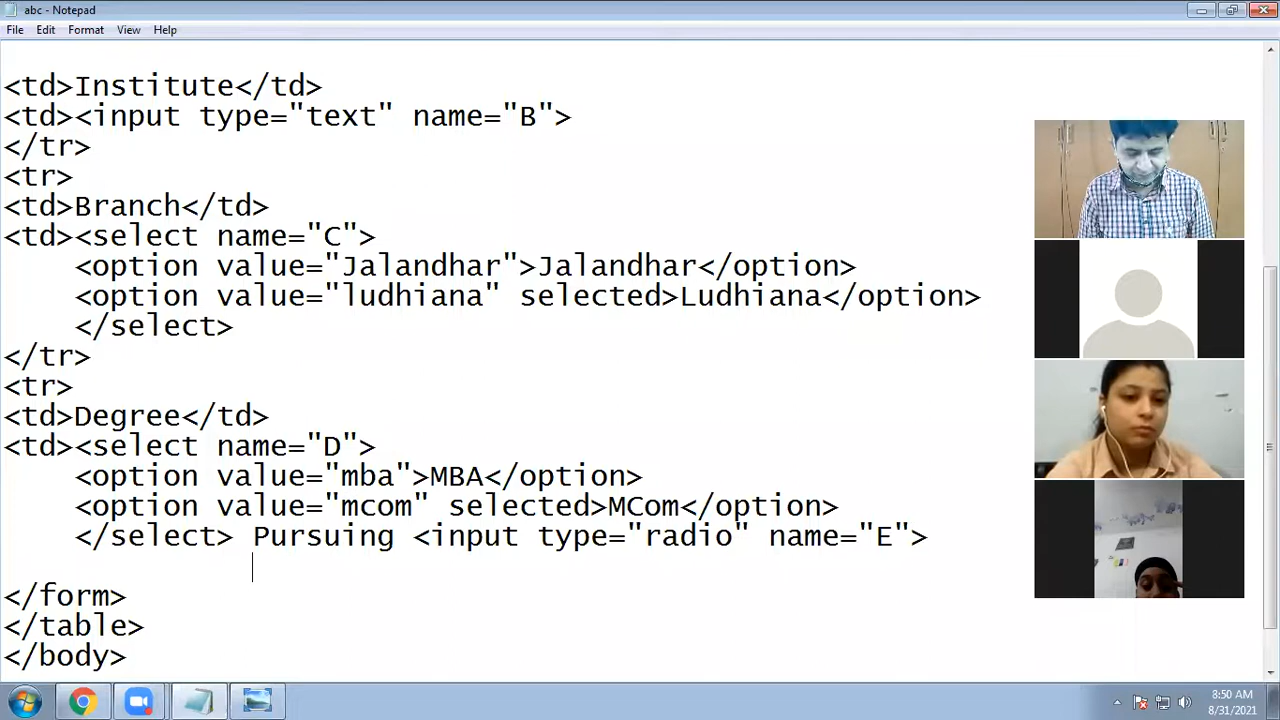 abc - Notepad
File Edit Format View Help
<td>Institute</td>
<td><input type="text" name="B">
</tr>
<tr>
<td>Branch</td>
<td><select name="C">
<option value="Jalandhar">Jalandhar</option>
<option value="ludhiana" selected>Ludhiana</option>
</select>
</tr>
<tr>
<td>Degree</td>
<td><select name="D">
<option value="mba">MBA</option>
<option value="mcom" selected>MCom</option>
</select> Pursuing <input type="radio" name="E">
</form>
</table>
</body>
8:50 AM
8/31/2021